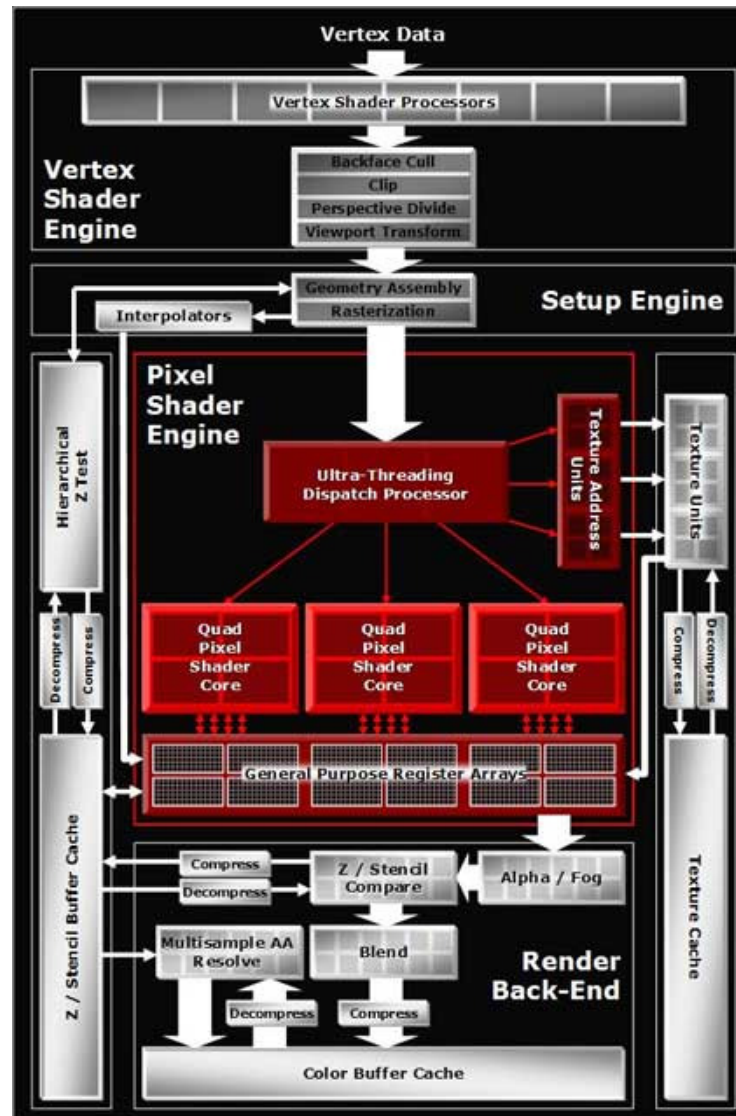 Vertex Data
Vertex Shader Processors
Vertex
Shader
Engine
Backface Cull
Clip
Perspective Divide
Viewport Transform
Geometry Assembly
Rasterization
Setup Engine
Interpolators
Hierarchical
Z Test
Pixel
Shader
Engine
Ultra-Threading
Dispatch Processor
Texture Address
Units
Texture Units
Quad
Pixel
Shader
Core
Quad
Pixel
Shader
Core
Quad
Pixel
Shader
Core
Decompress
Compress
Compress
Decompress
General Purpose Register Arrays
Z / Stencil Buffer Cache
Compress
Decompress
Z / Stencil
Compare
Alpha / Fog
Texture Cache
Multisample AA
Resolve
Blend
Render
Back-End
Decompress
Compress
Color Buffer Cache